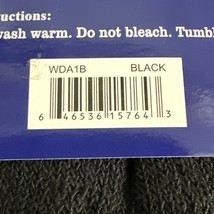 uctions:
wash warm. Do not bleach. Tumbl
WDA1B BLACK
6 46536 15764 3